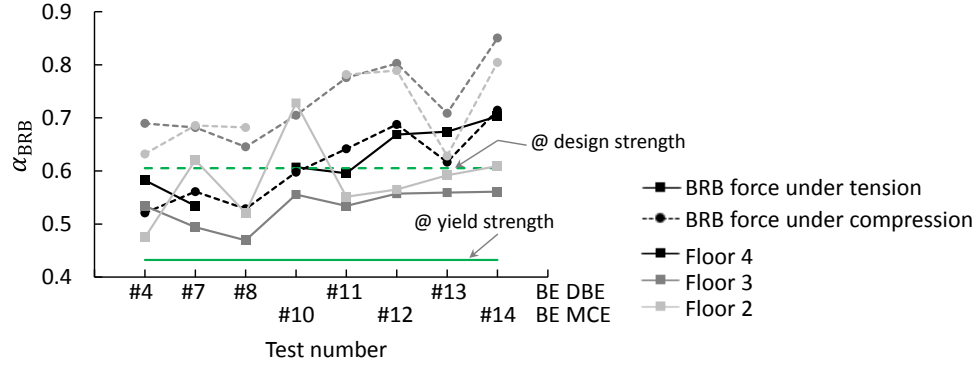 0.9
0.8
0.7
0.6
0.5
0.4
αBRB
@ design strength
@ yield strength
#4 #7 #8 #11 #13 BE DBE
#10 #12 #14 BE MCE
Test number
BRB force under tension
BRB force under compression
Floor 4
Floor 3
Floor 2